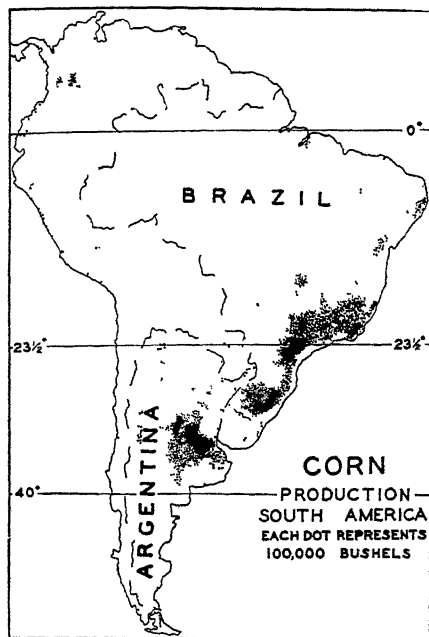 0°
BRAZIL
23½°
23½°
ARGENTINA
CORN
40°
PRODUCTION
SOUTH AMERICA
EACH DOT REPRESENTS
100,000 BUSHELS